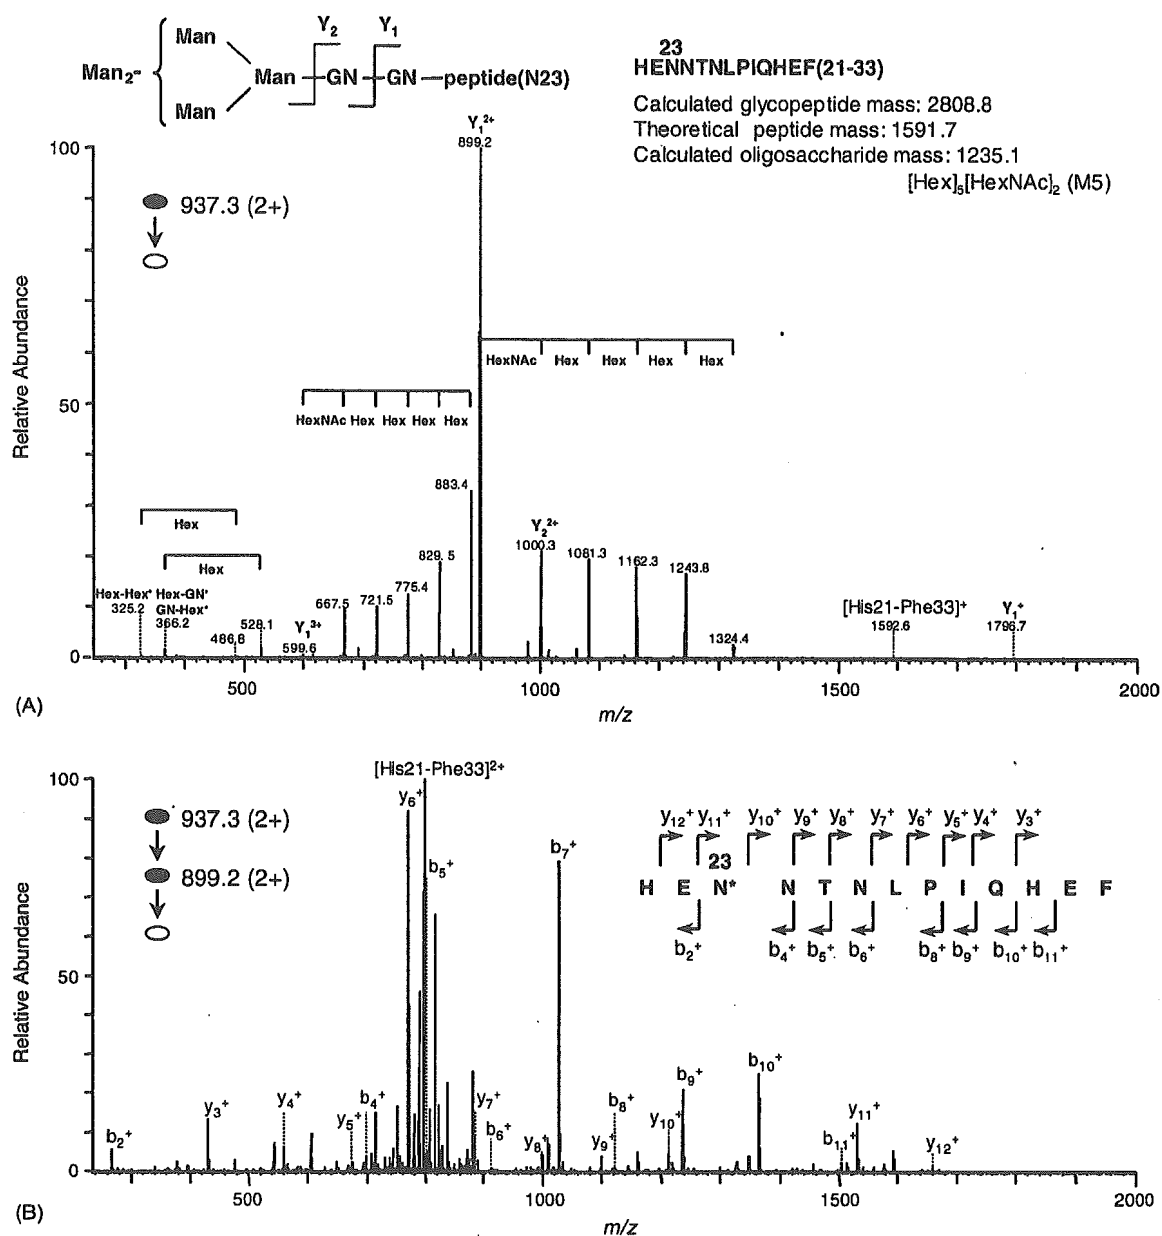 Y2 Y1
Man
Man2- Man GN GN peptide(N23)
Man
23
HENNTNLPIQHEF(21-33)
Calculated glycopeptide mass: 2808.8
Theoretical peptide mass: 1591.7
Calculated oligosaccharide mass: 1235.1
[Hex]5[HexNAc]2 (M5)
Y1 2+
899.2
100
937.3 (2+)
Relative Abundance
HexNAc Hex Hex Hex Hex
50
HexNAc Hex Hex Hex Hex
883.4
Hex
Y2 2+
1000.3
1081.3
829.5
1162.3
1243.8
Hex
775.4
Hex-Hex+ Hex-GN+
GN-Hex+
325.2 366.2
667.5
721.5
[His21-Phe33]+
1592.6
Y1+
1796.7
486.8
528.1
Y1 3+
599.6
1324.4
0
500 1000 1500 2000
(A)
m/z
[His21-Phe33]2+
100
y6+
937.3 (2+)
899.2 (2+)
b5+
b7+
y12+ y11+ y10+ y9+ y8+ y7+ y6+ y5+ y4+ y3+
23
H E N* N T N L P I Q H E F
b2+ b4+ b5+ b6+ b8+ b9+ b10+ b11+
Relative Abundance
50
b9+
b10+
y3+
y4+
y5+
b4+
y7+
b8+
b2+
b6+
y8+
y9+
y10+
b11+
y11+
y12+
0
500 1000 1500 2000
(B)
m/z